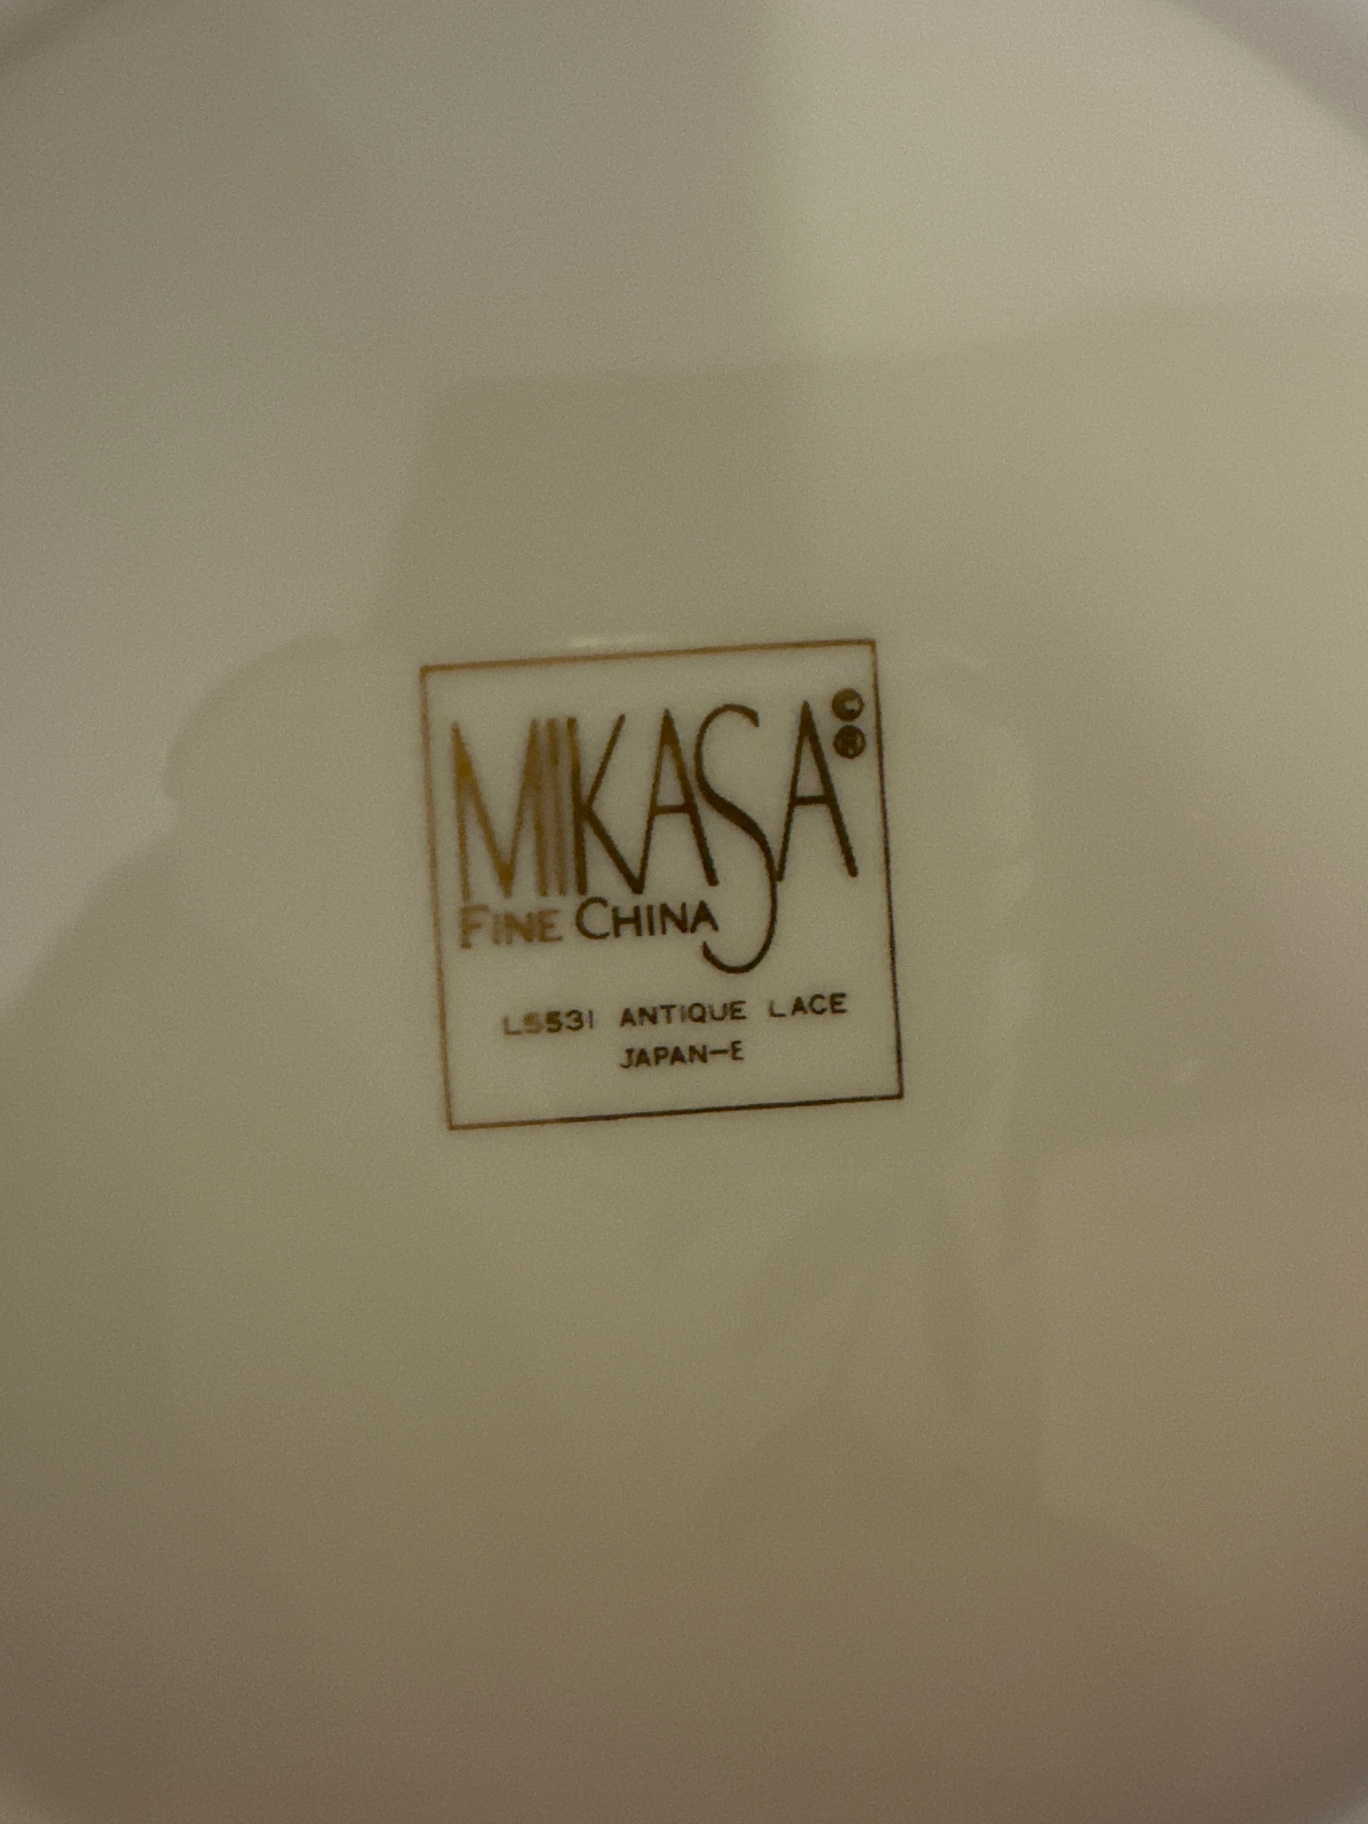 MIKASA©®
FINE CHINA
L5531 ANTIQUE LACE
JAPAN-E